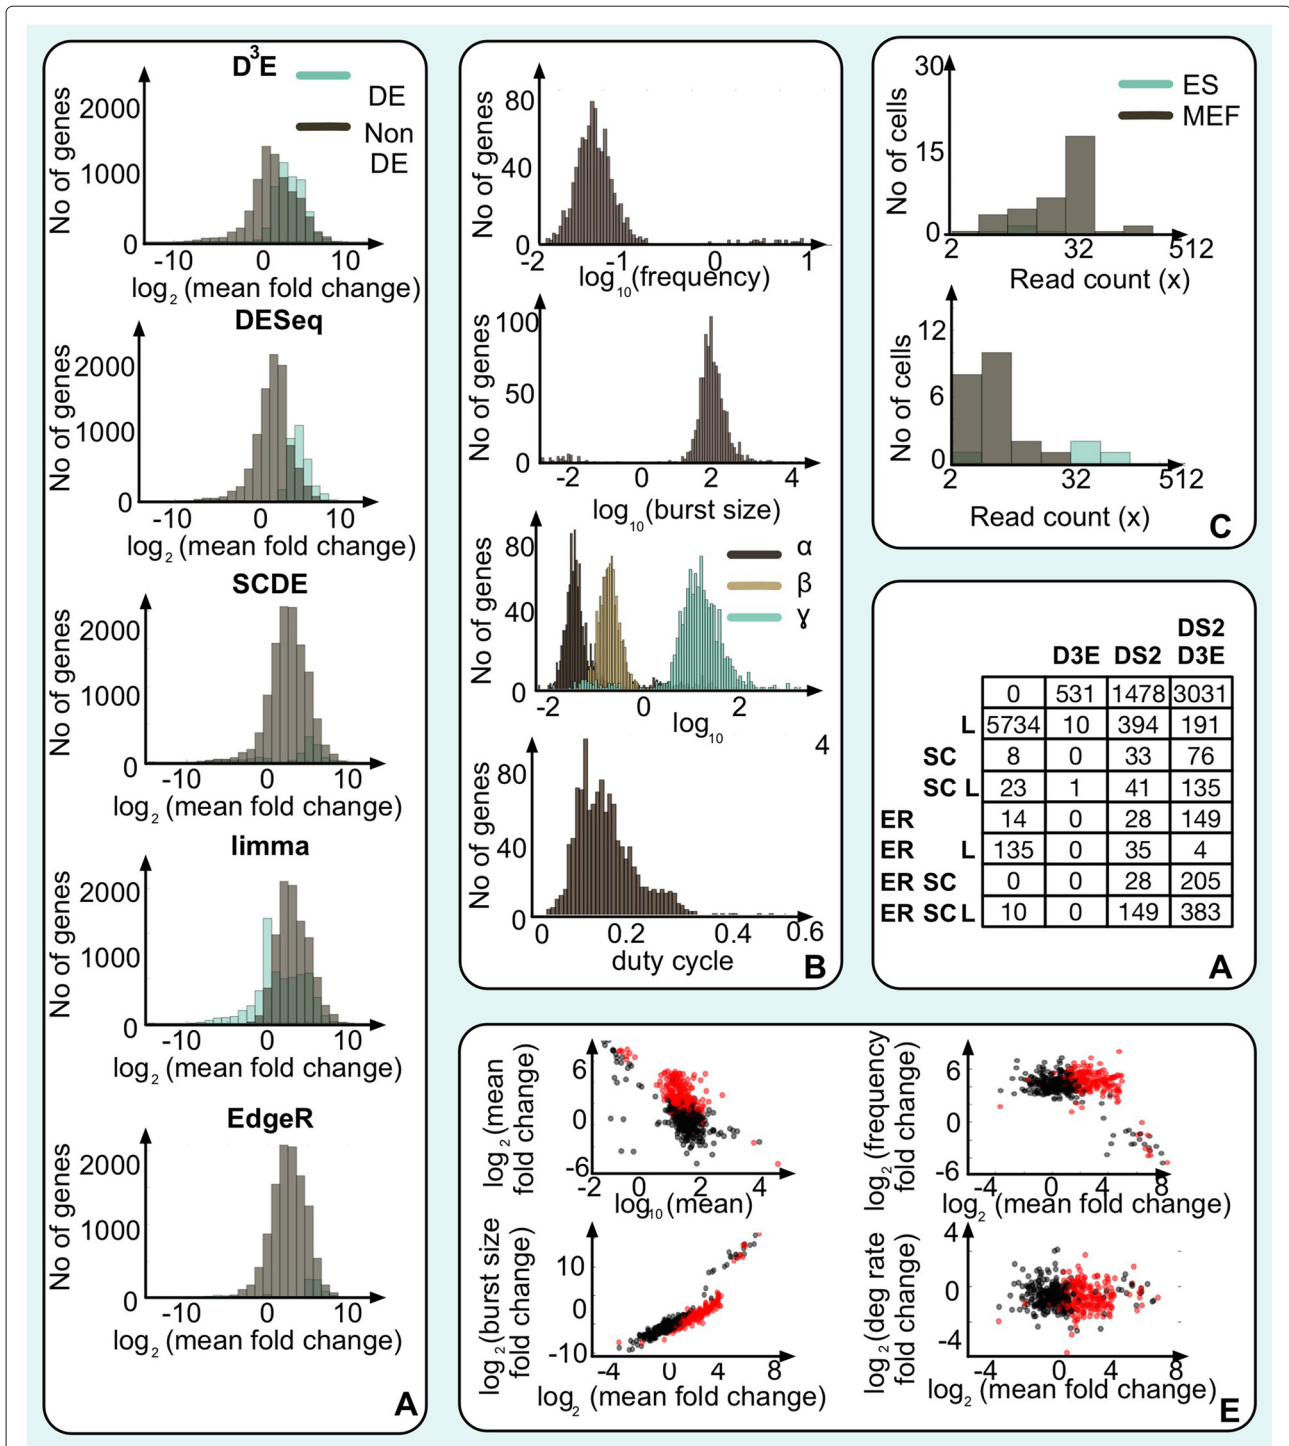 D³E
DE
Non
DE
No of genes
2000
1000
0
-10 0 10
log₂ (mean fold change)
DESeq
No of genes
2000
1000
0
-10 0 10
log₂ (mean fold change)
SCDE
No of genes
2000
1000
0
-10 0 10
log₂ (mean fold change)
limma
No of genes
2000
1000
0
-10 0 10
log₂ (mean fold change)
EdgeR
No of genes
2000
1000
0
-10 0 10
log₂ (mean fold change)
A
No of genes
80
40
0
-2 -1 0 1
log₁₀(frequency)
No of genes
100
50
0
-2 0 2 4
log₁₀(burst size)
No of genes
80
40
0
α
β
ɣ
-2 0 2
log₁₀
4
No of genes
80
40
0
0 0.2 0.4 0.6
duty cycle
B
No of cells
30
15
0
ES
MEF
2 32 512
Read count (x)
No of cells
12
6
0
2 32 512
Read count (x)
C
DS2
D3E DS2 D3E
0 531 1478 3031
L 5734 10 394 191
SC 8 0 33 76
SC L 23 1 41 135
ER 14 0 28 149
ER L 135 0 35 4
ER SC 0 0 28 205
ER SC L 10 0 149 383
A
log₂(mean
fold change)
6
0
-6
-2 0 2 4
log₁₀(mean)
log₂(frequency
fold change)
6
0
-6
-4 0 4 8
log₂ (mean fold change)
log₂(burst size
fold change)
10
0
-10
-4 0 4 8
log₂ (mean fold change)
log₂(deg rate
fold change)
4
0
-4
-4 0 4 8
log₂ (mean fold change)
E